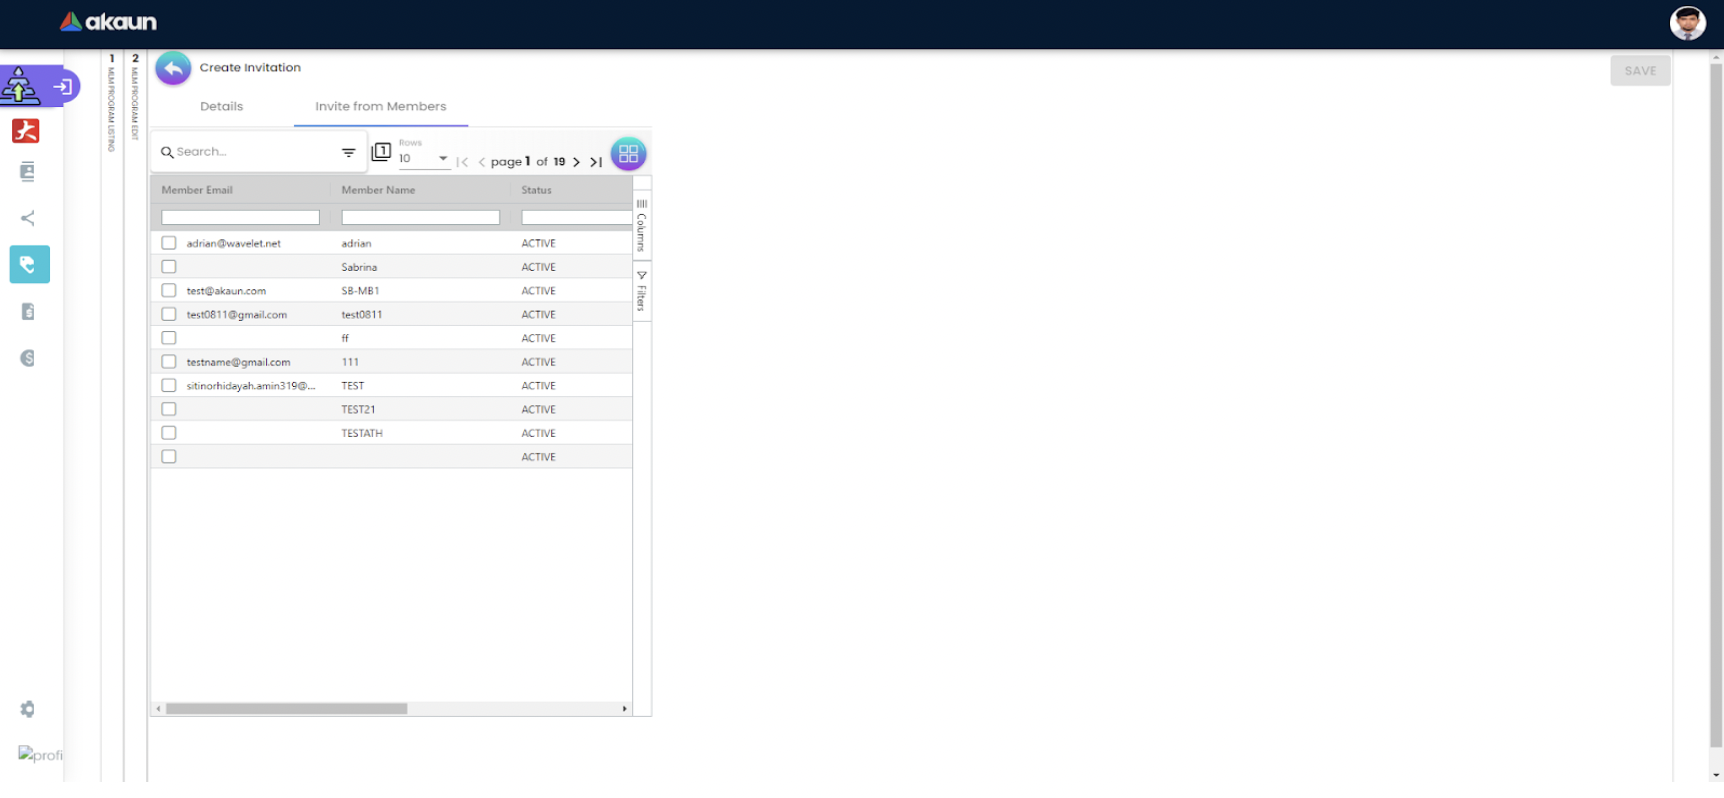 akaun
1
MLM PROGRAM LISTING
2
MLM PROGRAM EDIT
Create Invitation
SAVE
Details
Invite from Members
Search...
1
Rows
10
page 1 of 19
Member Email Member Name Status
adrian@wavelet.net adrian ACTIVE
Sabrina ACTIVE
test@akaun.com SB-MB1 ACTIVE
test0811@gmail.com test0811 ACTIVE
ff ACTIVE
testname@gmail.com 111 ACTIVE
sitinorhidayah.amin319@... TEST ACTIVE
TEST21 ACTIVE
TESTATH ACTIVE
ACTIVE
Columns
Filters
profi